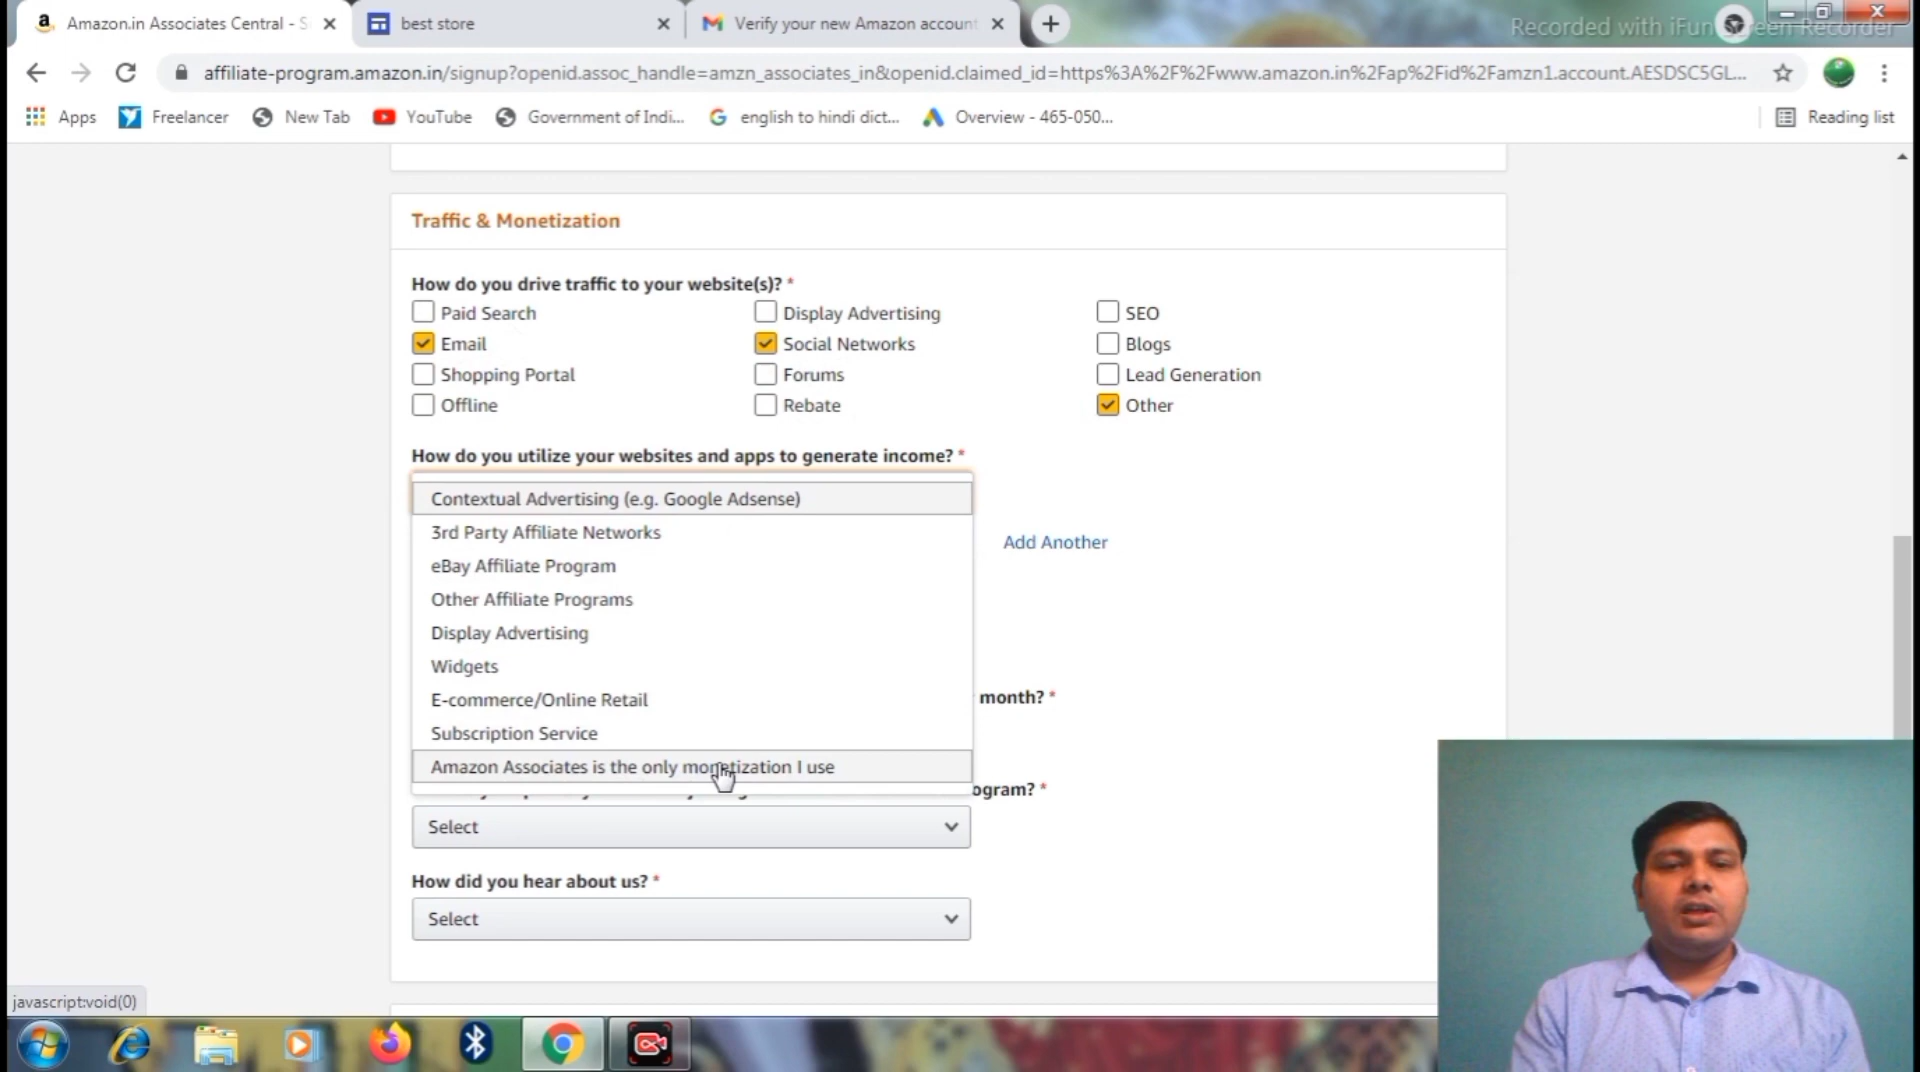 Amazon.in Associates Central - S
best store
Verify your new Amazon account
Recorded with iFun Screen Recorder
affiliate-program.amazon.in/signup?openid.assoc_handle=amzn_associates_in&openid.claimed_id=https%3A%2F%2Fwww.amazon.in%2Fap%2Fid%2Famzn1.account.AESDSC5GL...
Apps
Freelancer
New Tab
YouTube
Government of Indi...
english to hindi dict...
Overview - 465-050...
Reading list
Traffic & Monetization
How do you drive traffic to your website(s)? *
Paid Search
Display Advertising
SEO
Email
Social Networks
Blogs
Shopping Portal
Forums
Lead Generation
Offline
Rebate
Other
How do you utilize your websites and apps to generate income? *
Contextual Advertising (e.g. Google Adsense)
3rd Party Affiliate Networks
Add Another
eBay Affiliate Program
Other Affiliate Programs
Display Advertising
Widgets
E-commerce/Online Retail
month? *
Subscription Service
Amazon Associates is the only monetization I use
ogram? *
Select
How did you hear about us? *
Select
javascript:void(0)